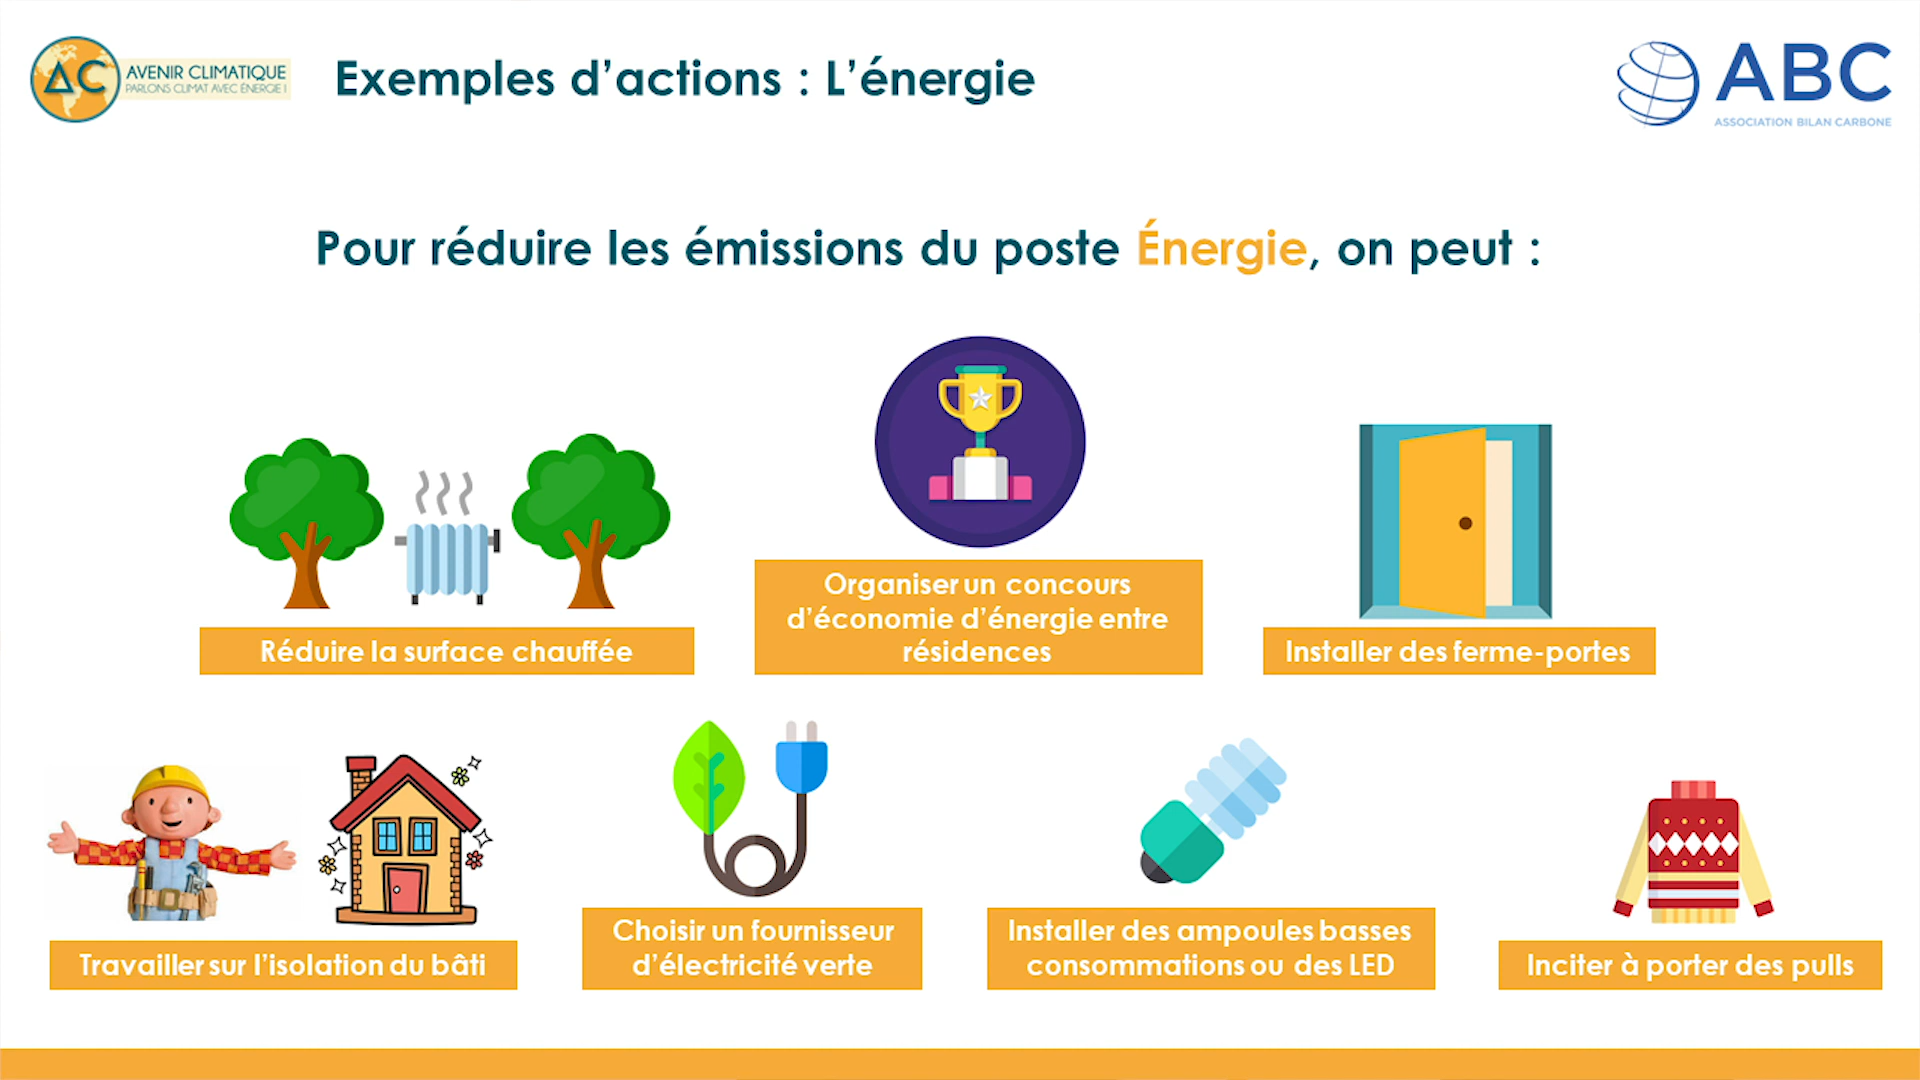 AVENIR CLIMATIQUE
PARLONS CLIMAT AVEC ÉNERGIE !
Exemples d'actions : L'énergie
ABC
ASSOCIATION BILAN CARBONE
Pour réduire les émissions du poste Énergie, on peut :
Réduire la surface chauffée
Organiser un concours
d'économie d'énergie entre
résidences
Installer des ferme-portes
Travailler sur l'isolation du bâti
Choisir un fournisseur
d'électricité verte
Installer des ampoules basses
consommations ou des LED
Inciter à porter des pulls